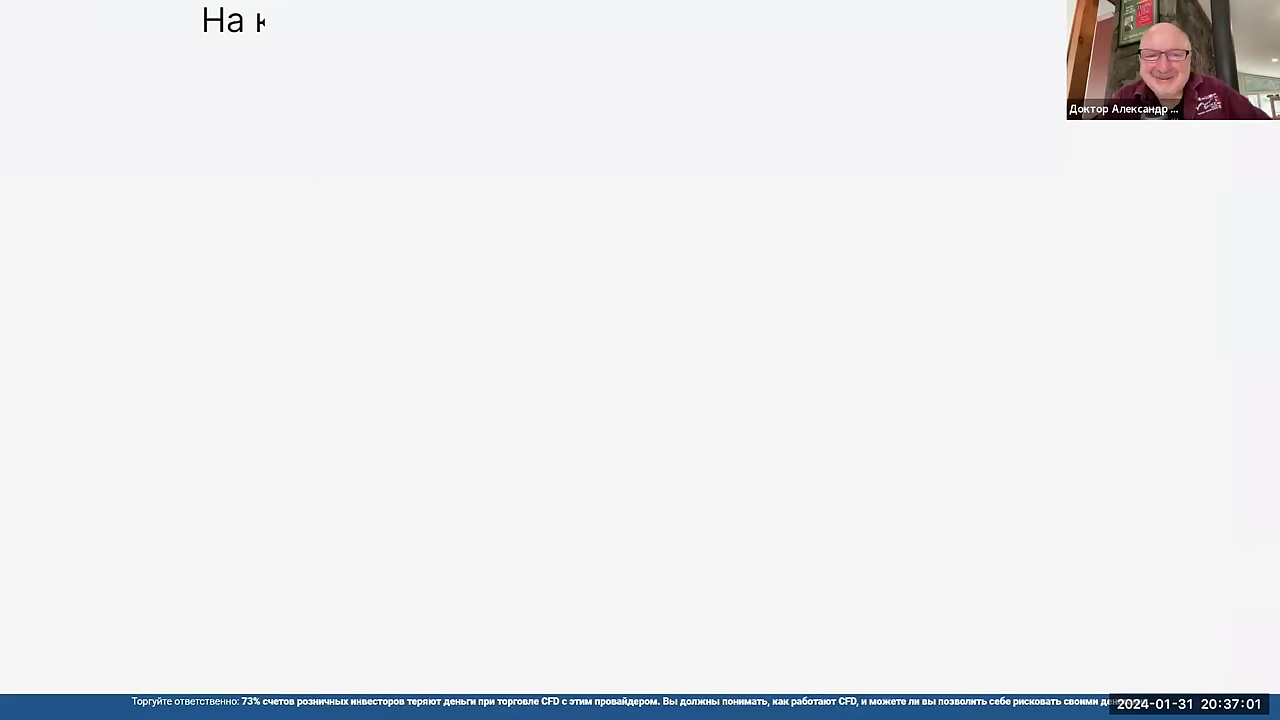 На
Доктор Александр ...
Торгуйте ответственно: 73% счетов розничных инвесторов теряют деньги при торговле CFD с этим провайдером. Вы должны понимать, как работают CFD, и можете ли вы позволить себе рисковать своими
2024-01-31 20:37:01